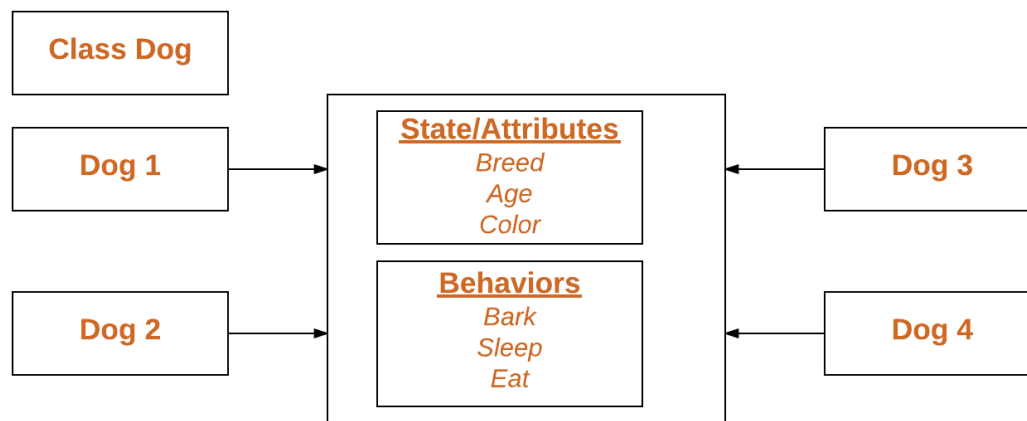 Class Dog
Dog 1
Dog 2
State/Attributes
Breed
Age
Color
Behaviors
Bark
Sleep
Eat
Dog 3
Dog 4